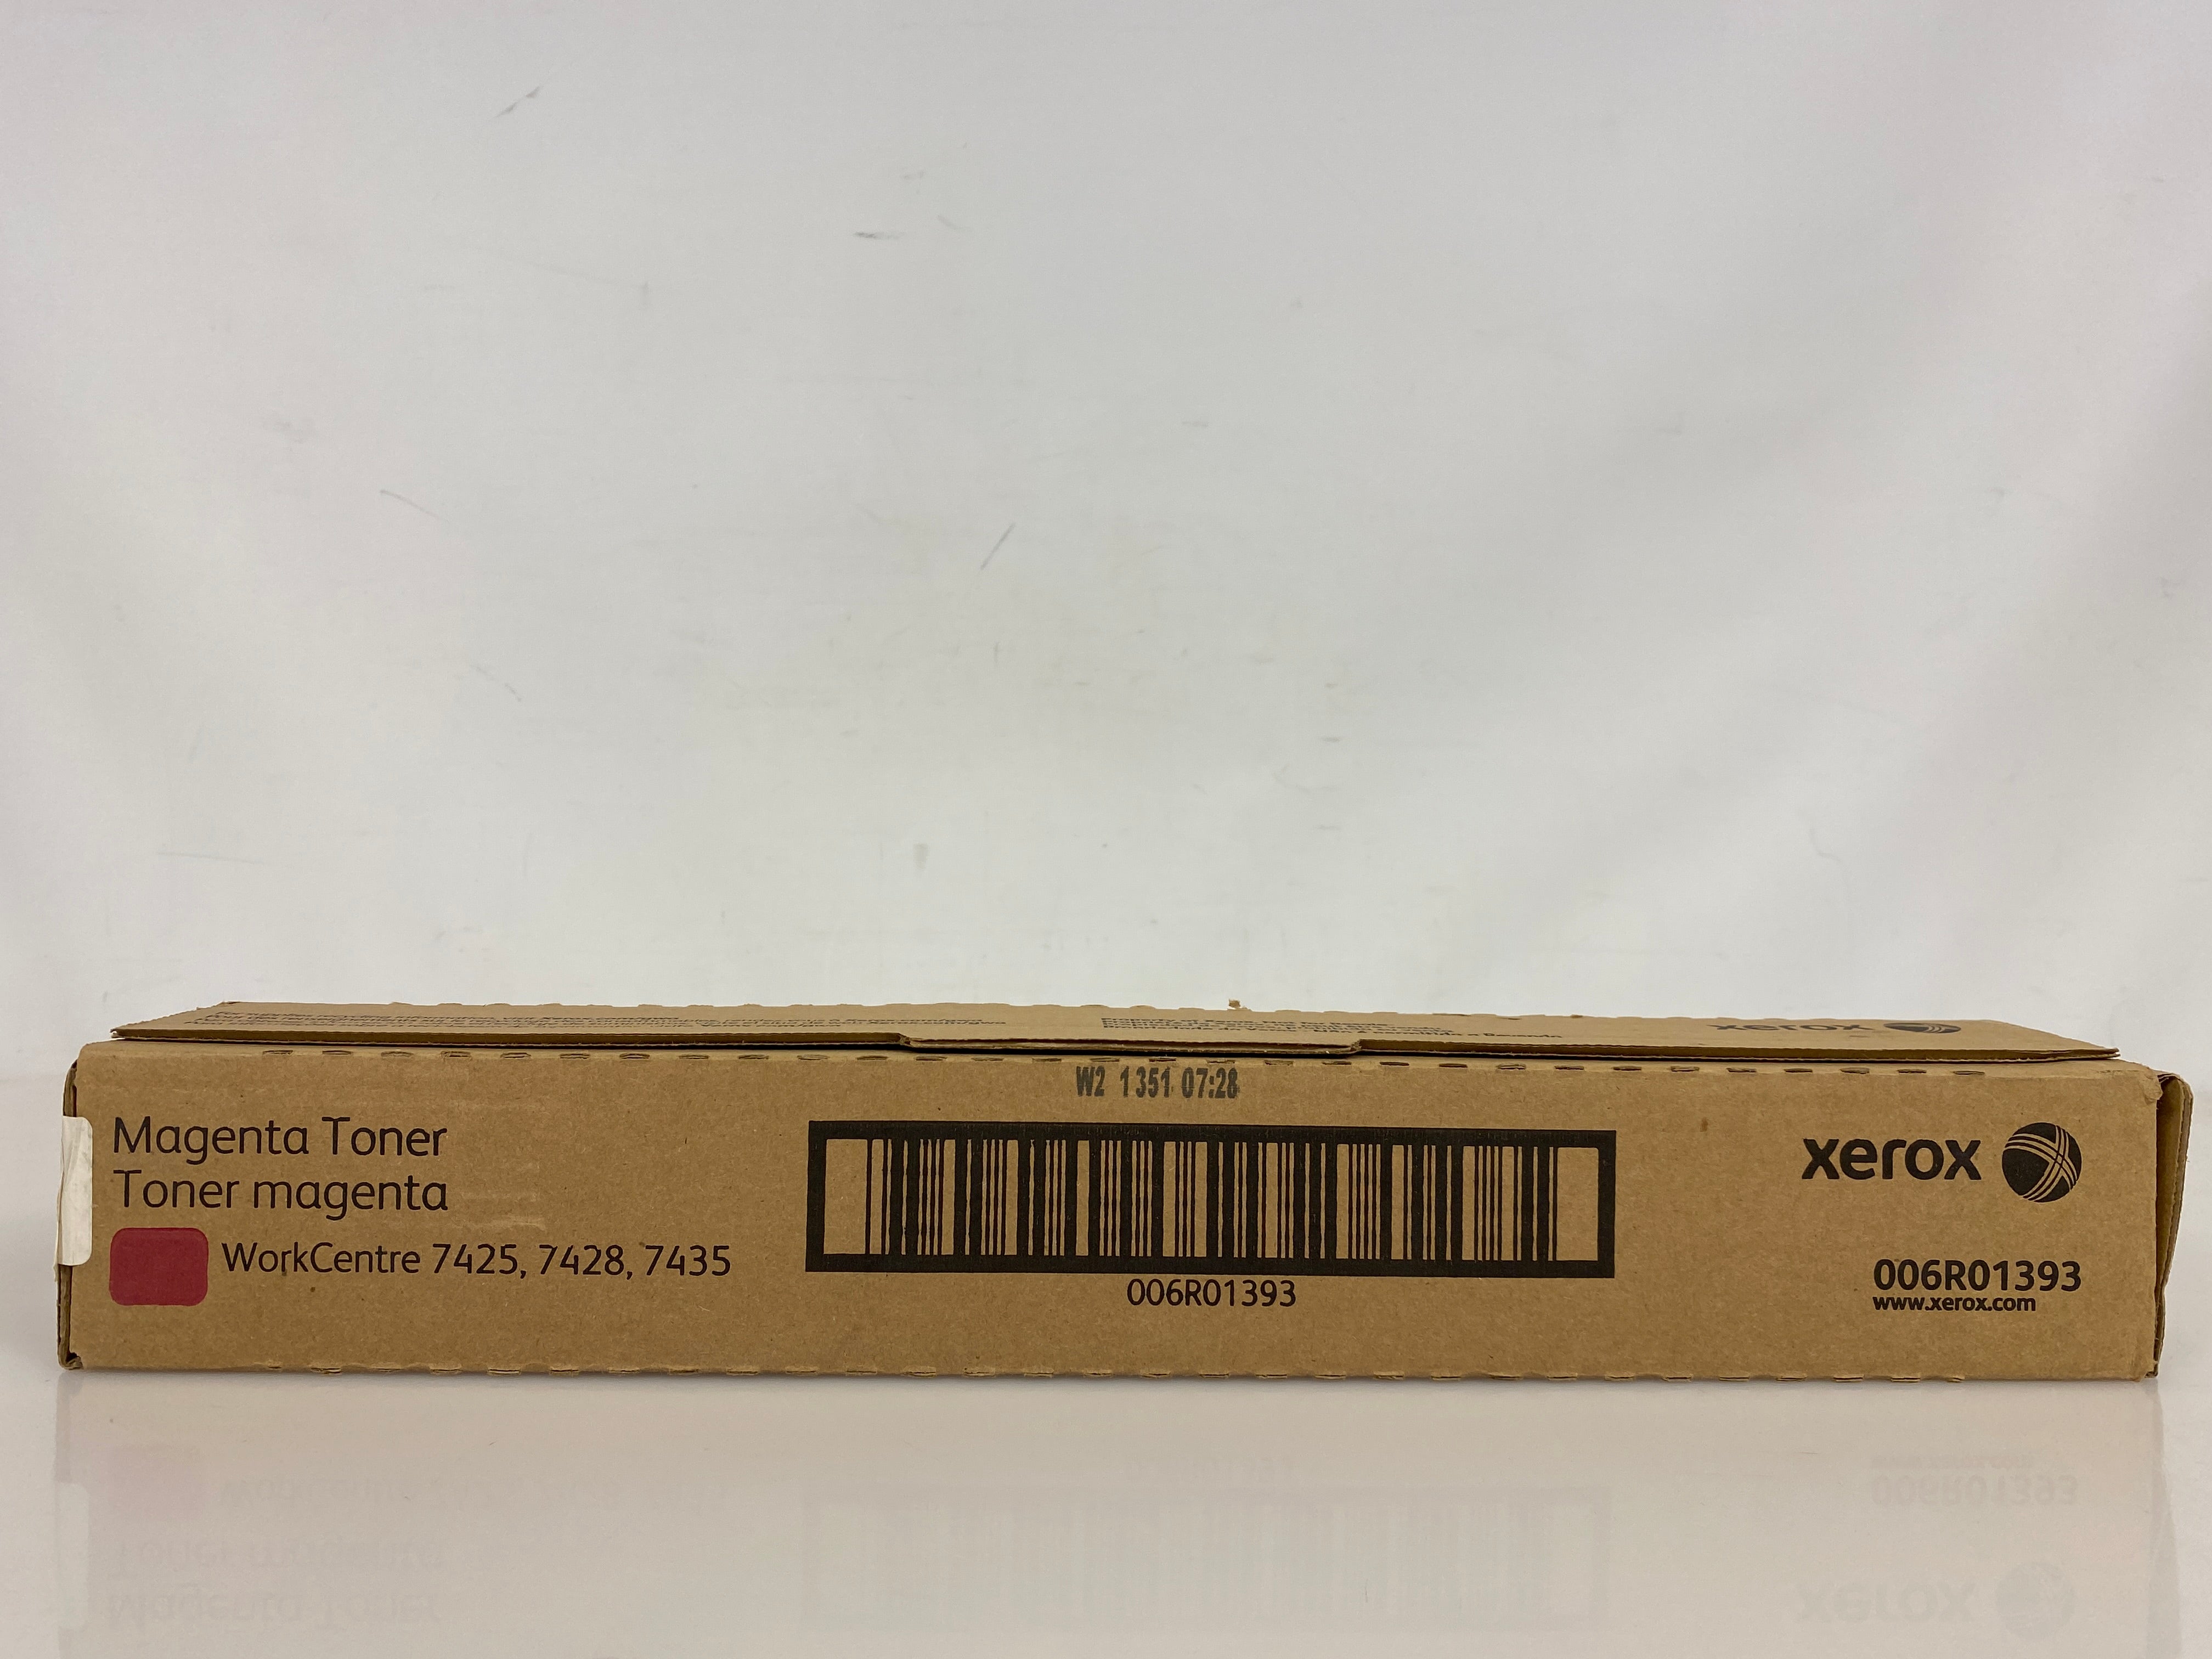 xerox
W2 1351 07:28
Magenta Toner
Toner magenta
WorkCentre 7425, 7428, 7435
006R01393
xerox
006R01393
www.xerox.com